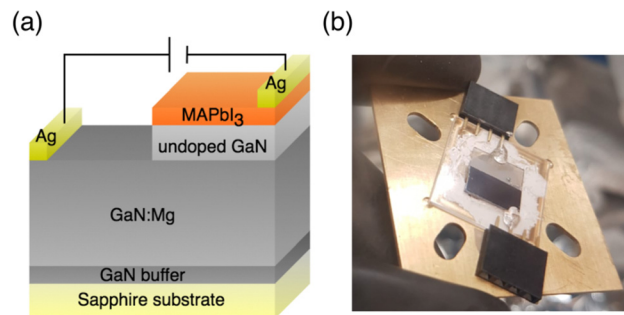 (a)
(b)
Ag
Ag
MAPbI₃
undoped GaN
GaN:Mg
GaN buffer
Sapphire substrate